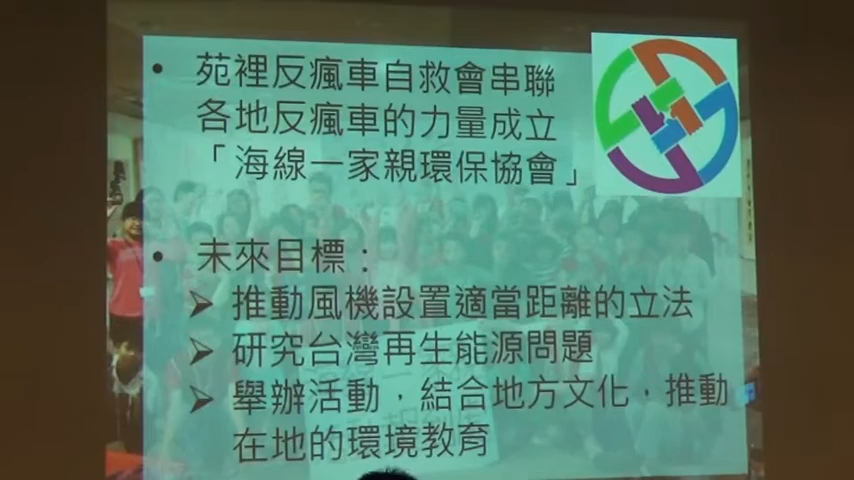 • 苑裡反瘋車自救會串聯
各地反瘋車的力量成立
「海線一家親環保協會」
• 未來目標：
➢ 推動風機設置適當距離的立法
➢ 研究台灣再生能源問題
➢ 舉辦活動，結合地方文化，推動
在地的環境教育